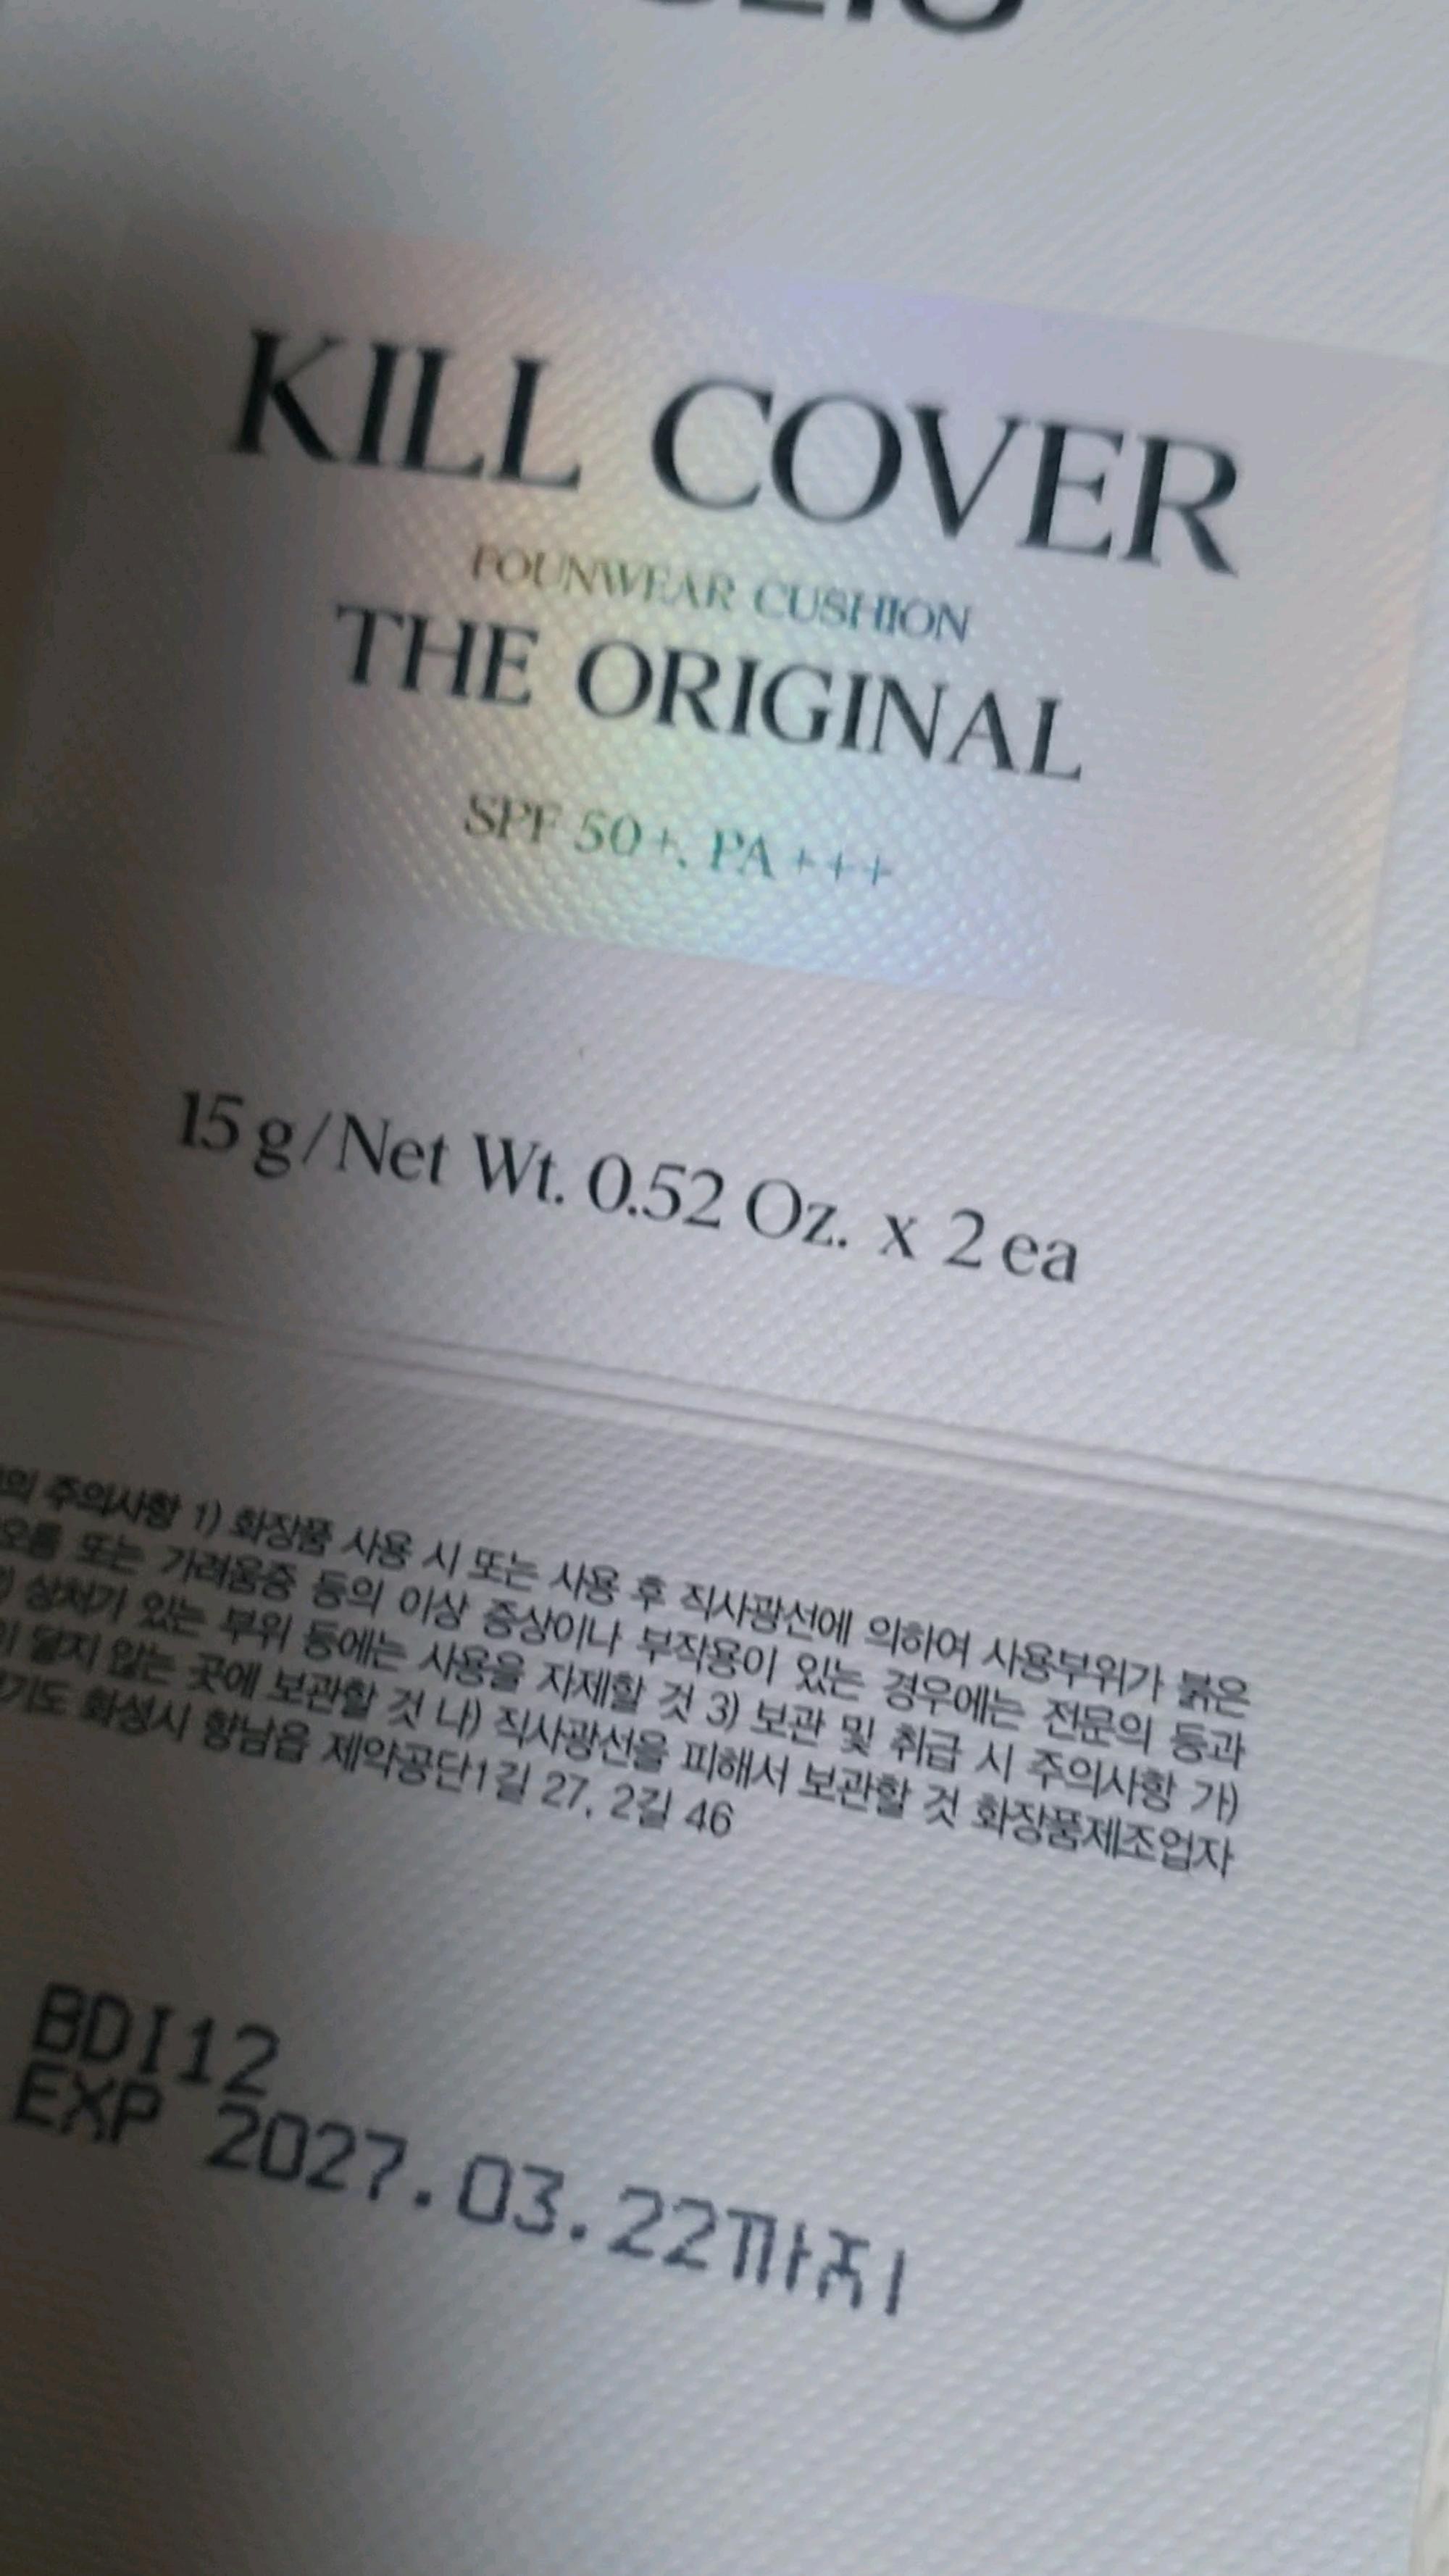 KILL COVER
FOUNWEAR CUSHION
THE ORIGINAL
SPF 50+, PA+++
15 g/Net Wt. 0.52 Oz. x 2 ea
주의사항 1) 화장품 사용 시 또는 사용 후 직사광선에 의하여 사용부위가 붉은
또는 가려움증 등의 이상 증상이나 부작용이 있는 경우에는 전문의 등과
상처가 있는 부위 등에는 사용을 자제할 것 3) 보관 및 취급 시 주의사항 가)
닿지 않는 곳에 보관할 것 나) 직사광선을 피해서 보관할 것 화장품제조업자
화성시 향남읍 제약공단1길 27, 2길 46
BDI12
EXP 2027.03.22까지